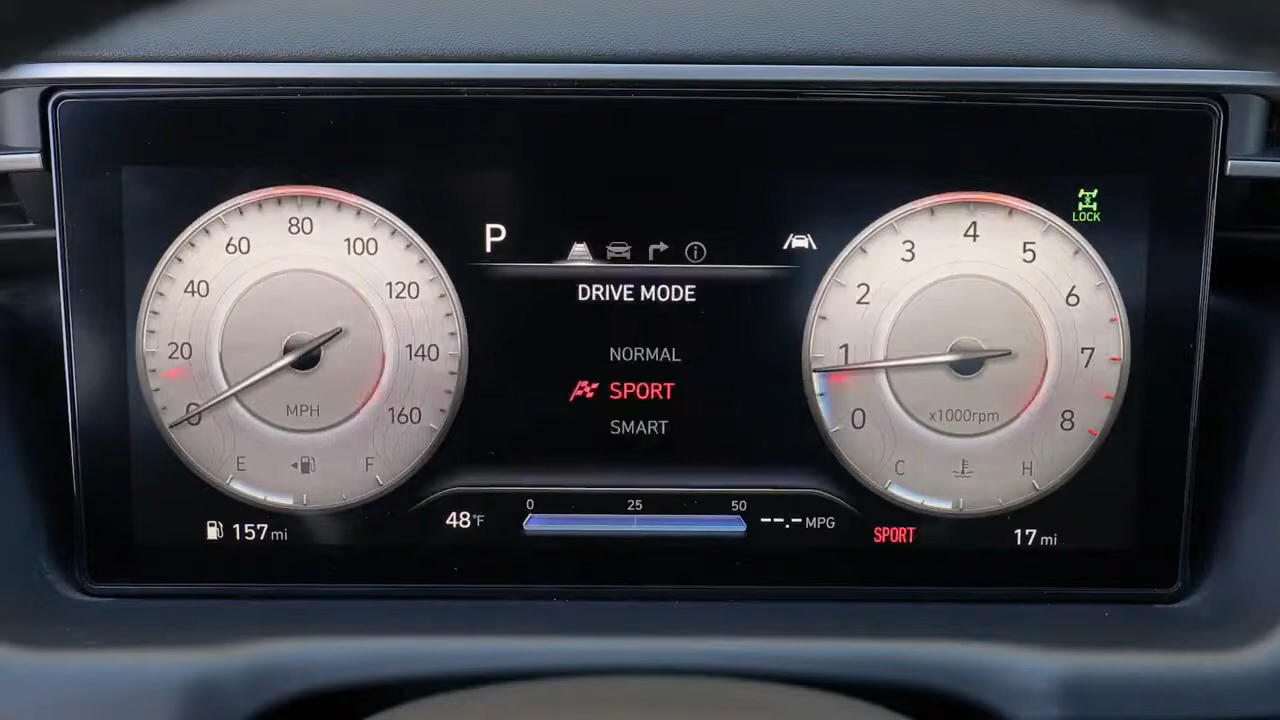 80
60
100
40
120
20
140
0
MPH
160
E
F
157 mi
P
DRIVE MODE
NORMAL
SPORT
SMART
0
25
50
48°F
--.- MPG
4
3
5
2
6
1
7
0
x1000rpm
8
C
H
LOCK
SPORT
17 mi